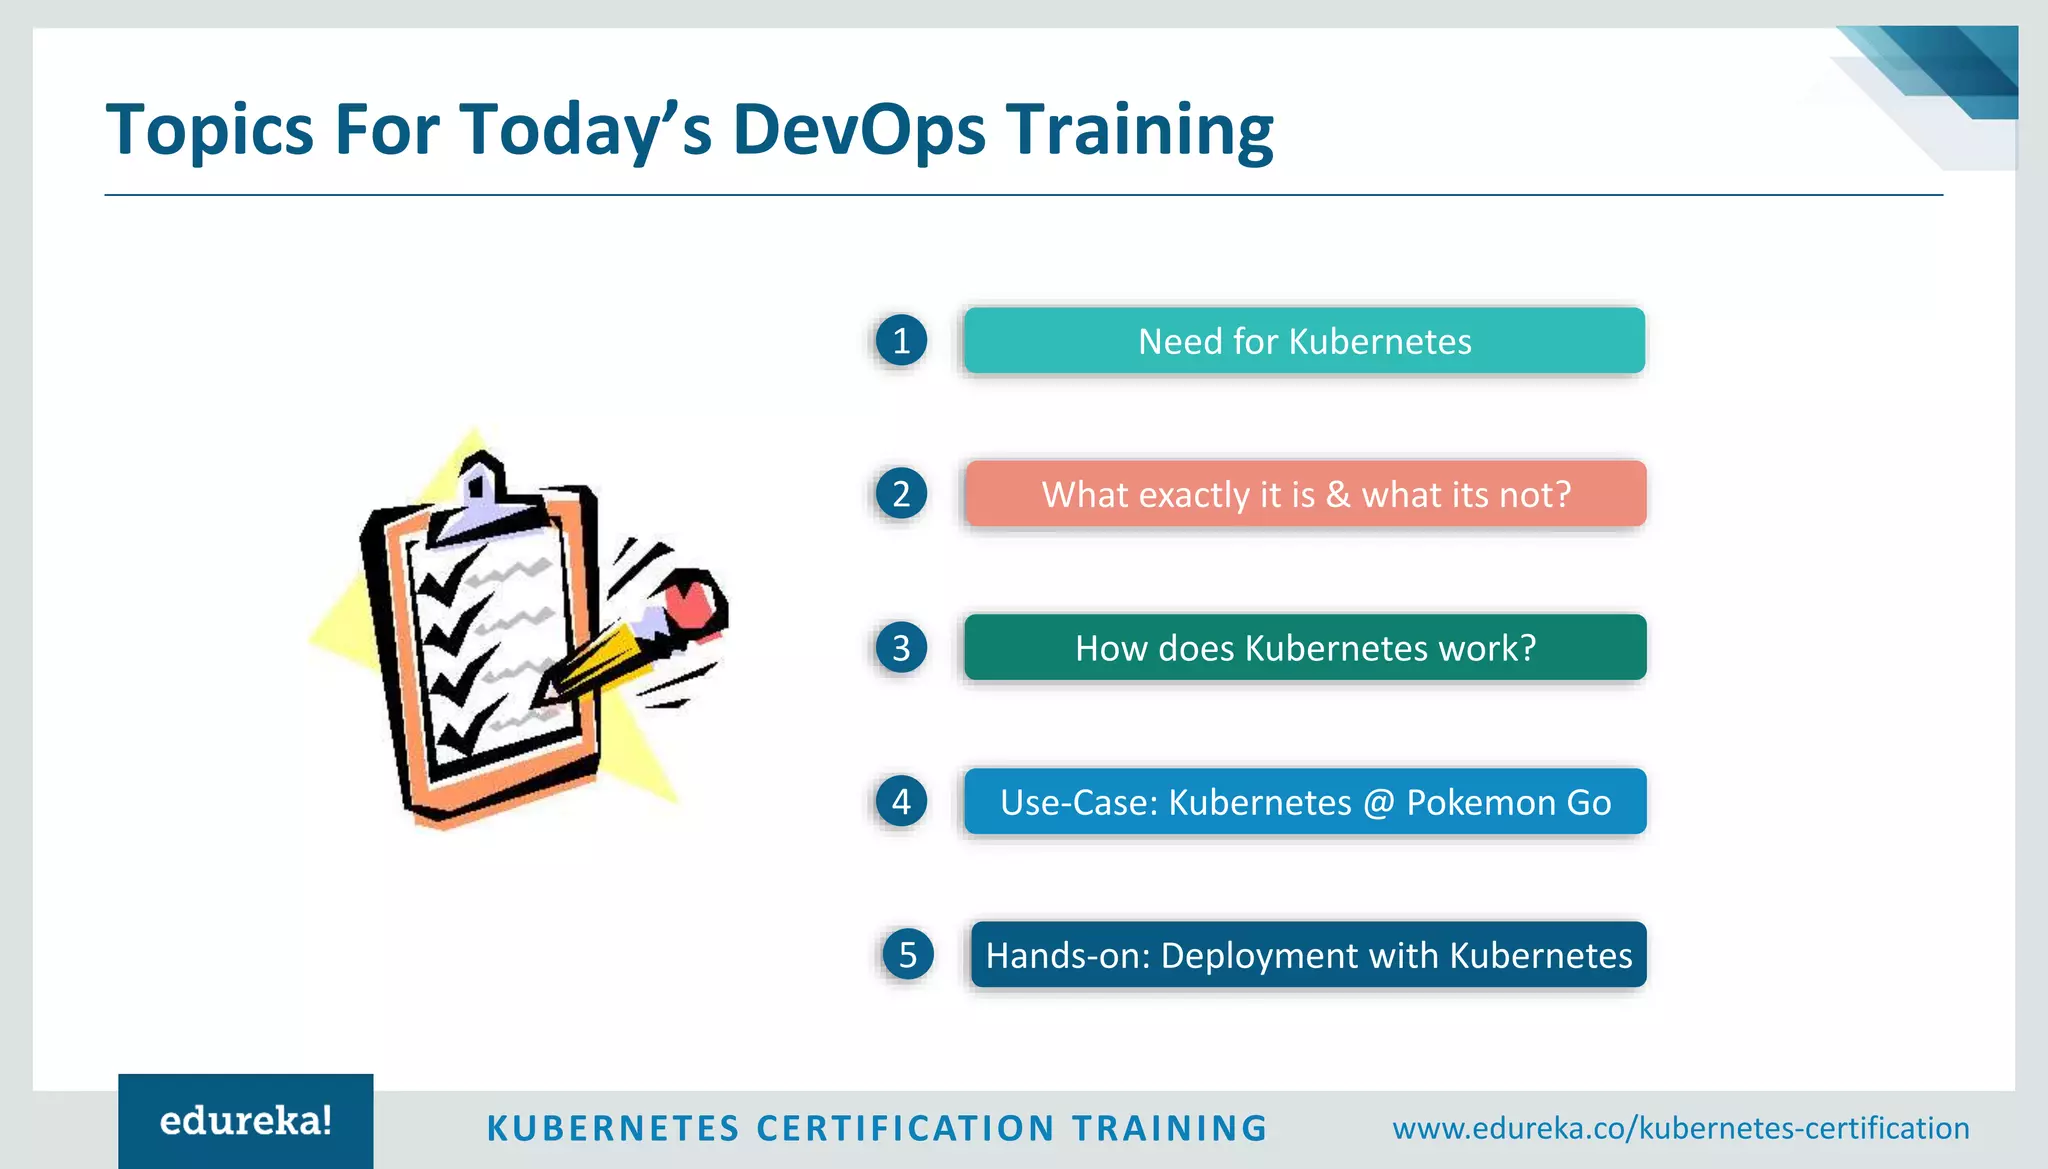 Topics For Today’s DevOps Training
1 Need for Kubernetes
2 What exactly it is & what its not?
3 How does Kubernetes work?
4 Use-Case: Kubernetes @ Pokemon Go
5 Hands-on: Deployment with Kubernetes
edureka! KUBERNETES CERTIFICATION TRAINING www.edureka.co/kubernetes-certification